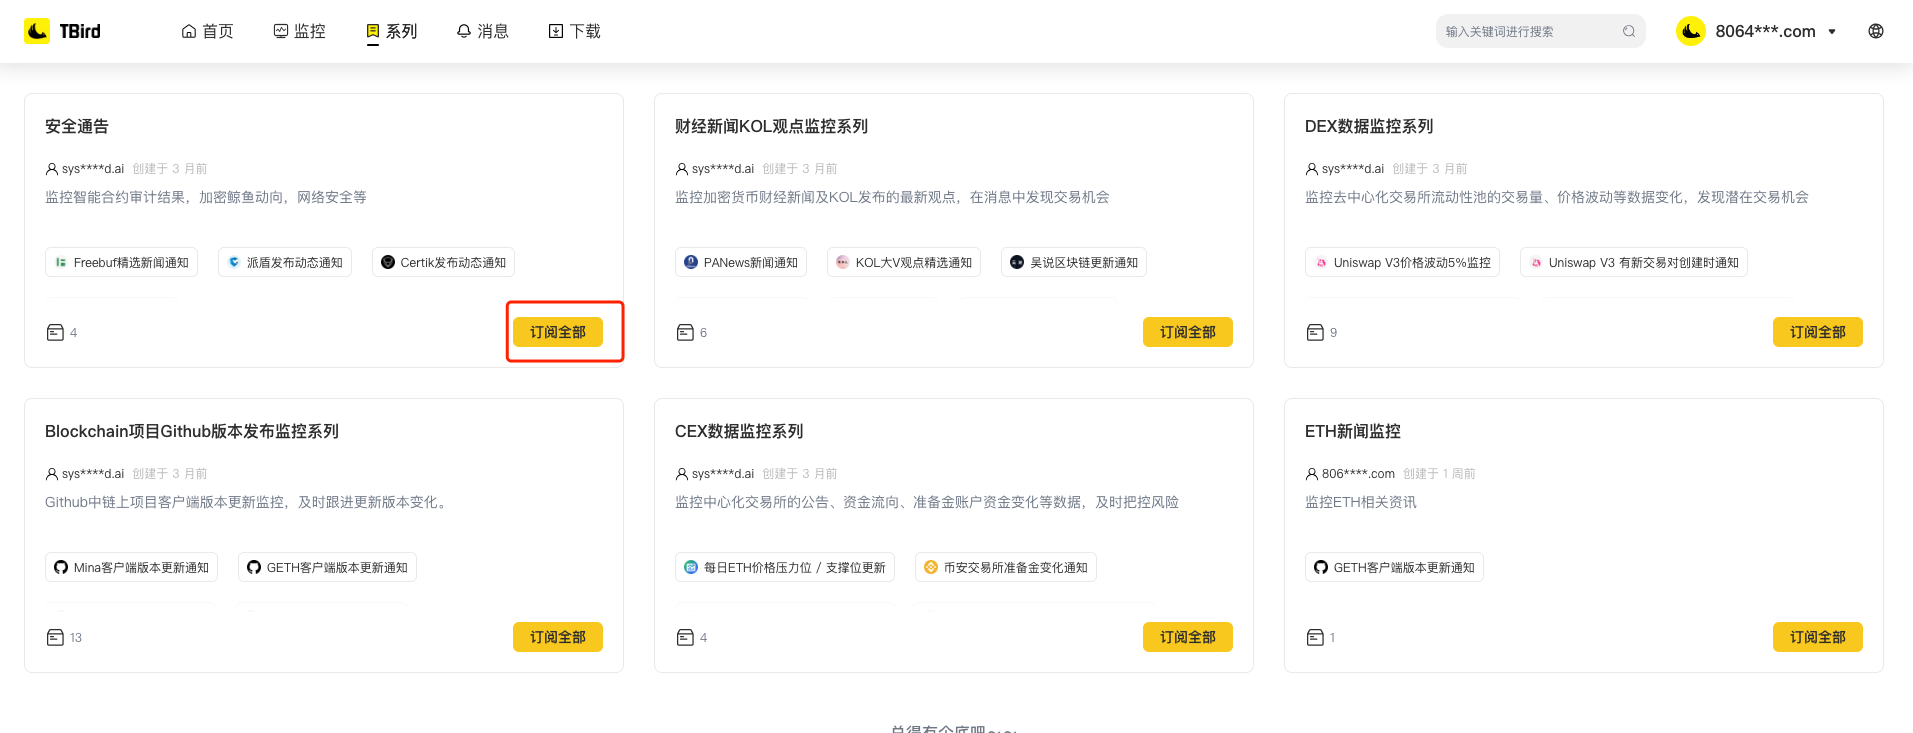 TBird 首页 监控 系列 消息 下载 输入关键词进行搜索 8064***.com
安全通告
sys****d.ai 创建于 3 月前
监控智能合约审计结果，加密鲸鱼动向，网络安全等
Freebuf精选新闻通知 派盾发布动态通知 Certik发布动态通知
4 订阅全部
财经新闻KOL观点监控系列
sys****d.ai 创建于 3 月前
监控加密货币财经新闻及KOL发布的最新观点，在消息中发现交易机会
PANews新闻通知 KOL大V观点精选通知 吴说区块链更新通知
6 订阅全部
DEX数据监控系列
sys****d.ai 创建于 3 月前
监控去中心化交易所流动性池的交易量、价格波动等数据变化，发现潜在交易机会
Uniswap V3价格波动5%监控 Uniswap V3 有新交易对创建时通知
9 订阅全部
Blockchain项目Github版本发布监控系列
sys****d.ai 创建于 3 月前
Github中链上项目客户端版本更新监控，及时跟进更新版本变化。
Mina客户端版本更新通知 GETH客户端版本更新通知
13 订阅全部
CEX数据监控系列
sys****d.ai 创建于 3 月前
监控中心化交易所的公告、资金流向、准备金账户资金变化等数据，及时把控风险
每日ETH价格压力位 / 支撑位更新 币安交易所准备金变化通知
4 订阅全部
ETH新闻监控
806****.com 创建于 1 周前
监控ETH相关资讯
GETH客户端版本更新通知
1 订阅全部